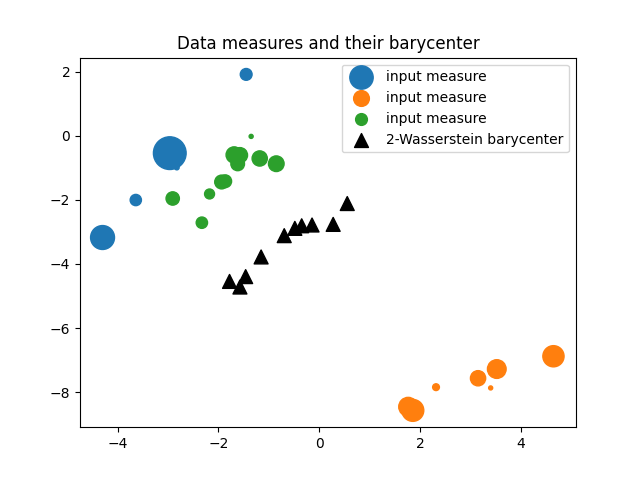 Data measures and their barycenter
input measure
input measure
input measure
2-Wasserstein barycenter
2
0
−2
−4
−6
−8
−4
−2
0
2
4